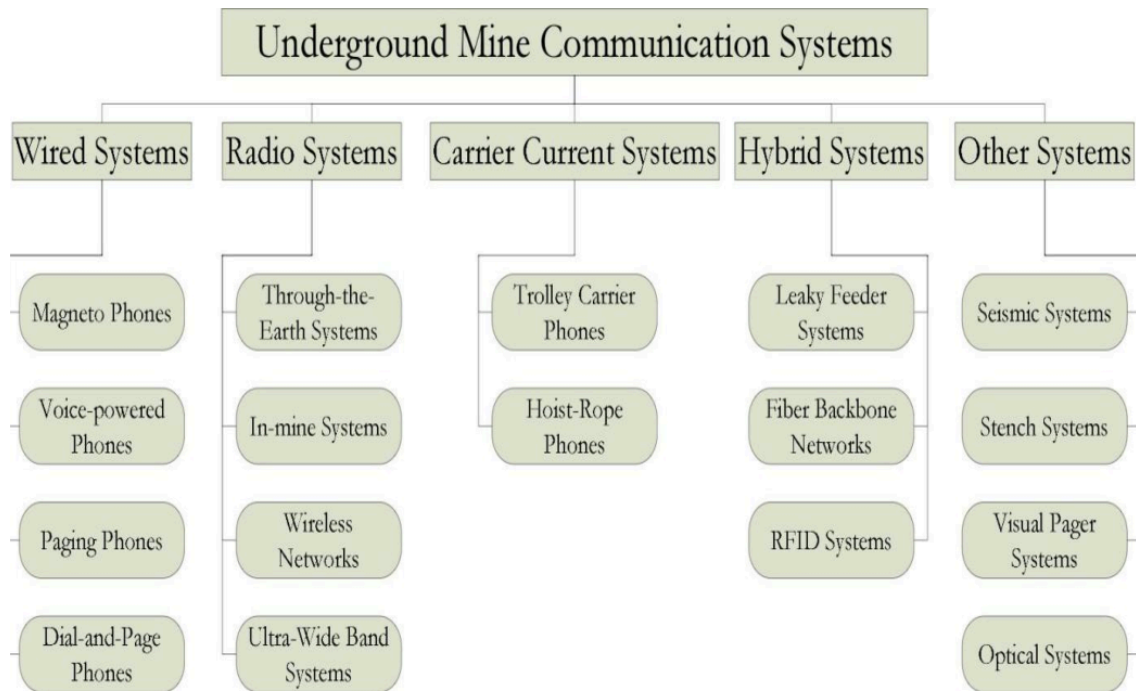 Underground Mine Communication Systems
Wired Systems
Radio Systems
Carrier Current Systems
Hybrid Systems
Other Systems
Magneto Phones
Voice-powered
Phones
Paging Phones
Dial-and-Page
Phones
Through-the-
Earth Systems
In-mine Systems
Wireless
Networks
Ultra-Wide Band
Systems
Trolley Carrier
Phones
Hoist-Rope
Phones
Leaky Feeder
Systems
Fiber Backbone
Networks
RFID Systems
Seismic Systems
Stench Systems
Visual Pager
Systems
Optical Systems